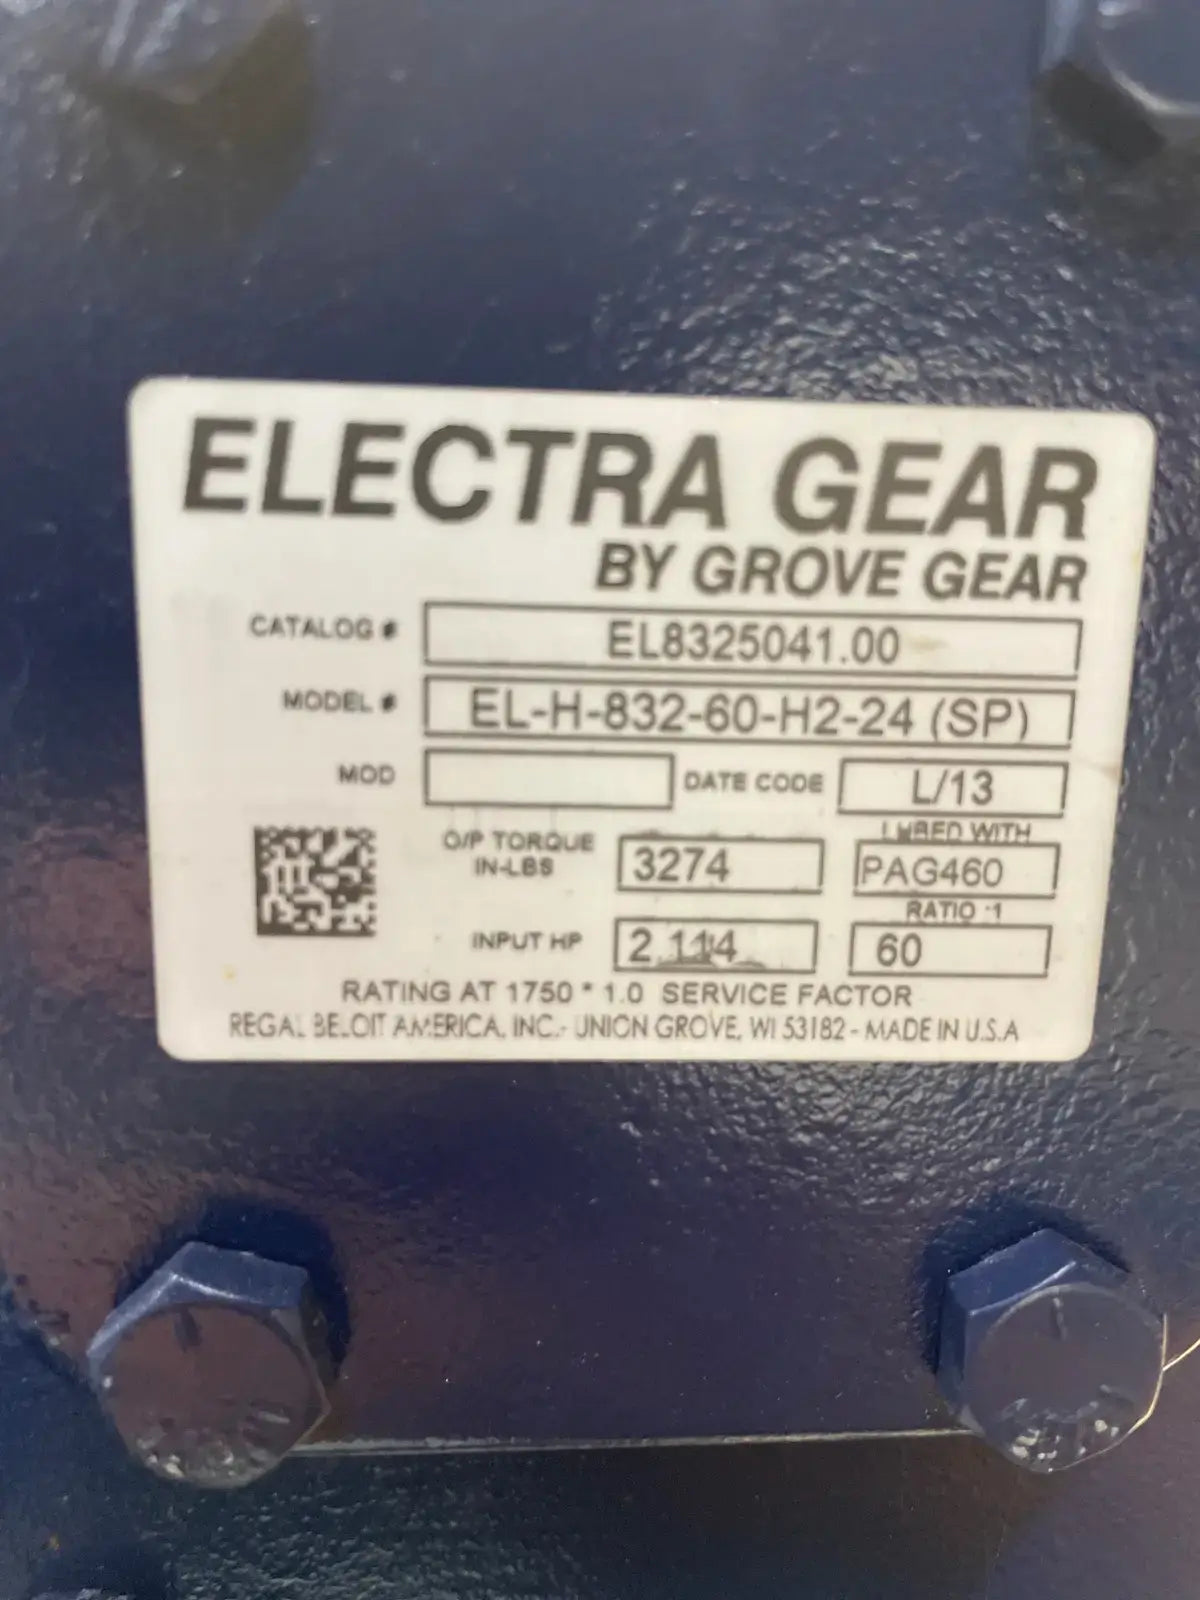 ELECTRA GEAR
BY GROVE GEAR
CATALOG # EL8325041.00
MODEL # EL-H-832-60-H2-24 (SP)
MOD DATE CODE L/13
LUBED WITH
O/P TORQUE IN-LBS 3274 PAG460
RATIO :1
INPUT HP 2.114 60
RATING AT 1750 * 1.0 SERVICE FACTOR
REGAL BELOIT AMERICA, INC.- UNION GROVE, WI 53182 - MADE IN U.S.A